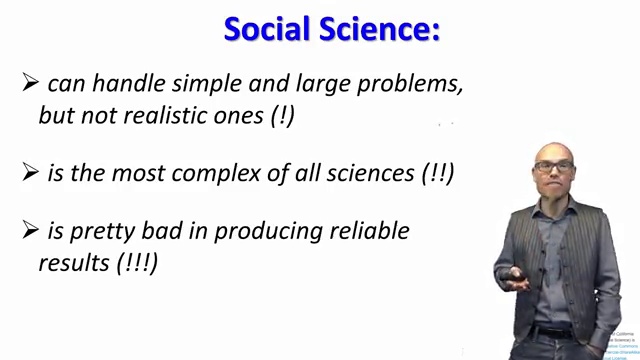 Social Science:
➢ can handle simple and large problems,
but not realistic ones (!)
➢ is the most complex of all sciences (!!)
➢ is pretty bad in producing reliable
results (!!!)